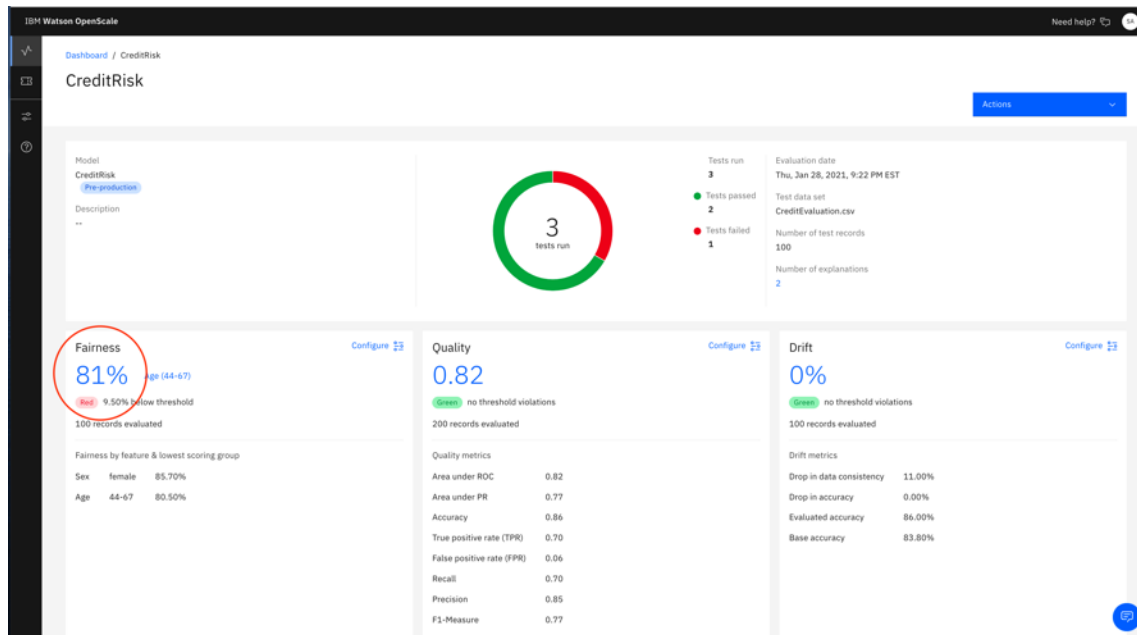 IBM Watson OpenScale
Need help?
SA
Dashboard / CreditRisk
CreditRisk
Actions
Model
CreditRisk
Pre-production
Description
--
3
tests run
Tests run
3
Tests passed
2
Tests failed
1
Evaluation date
Thu, Jan 28, 2021, 9:22 PM EST
Test data set
CreditEvaluation.csv
Number of test records
100
Number of explanations
2
Fairness
Configure
81% Age (44-67)
Red 9.50% below threshold
100 records evaluated
Fairness by feature & lowest scoring group
Sex female 85.70%
Age 44-67 80.50%
Quality
Configure
0.82
Green no threshold violations
200 records evaluated
Quality metrics
Area under ROC 0.82
Area under PR 0.77
Accuracy 0.86
True positive rate (TPR) 0.70
False positive rate (FPR) 0.06
Recall 0.70
Precision 0.85
F1-Measure 0.77
Drift
Configure
0%
Green no threshold violations
100 records evaluated
Drift metrics
Drop in data consistency 11.00%
Drop in accuracy 0.00%
Evaluated accuracy 86.00%
Base accuracy 83.80%